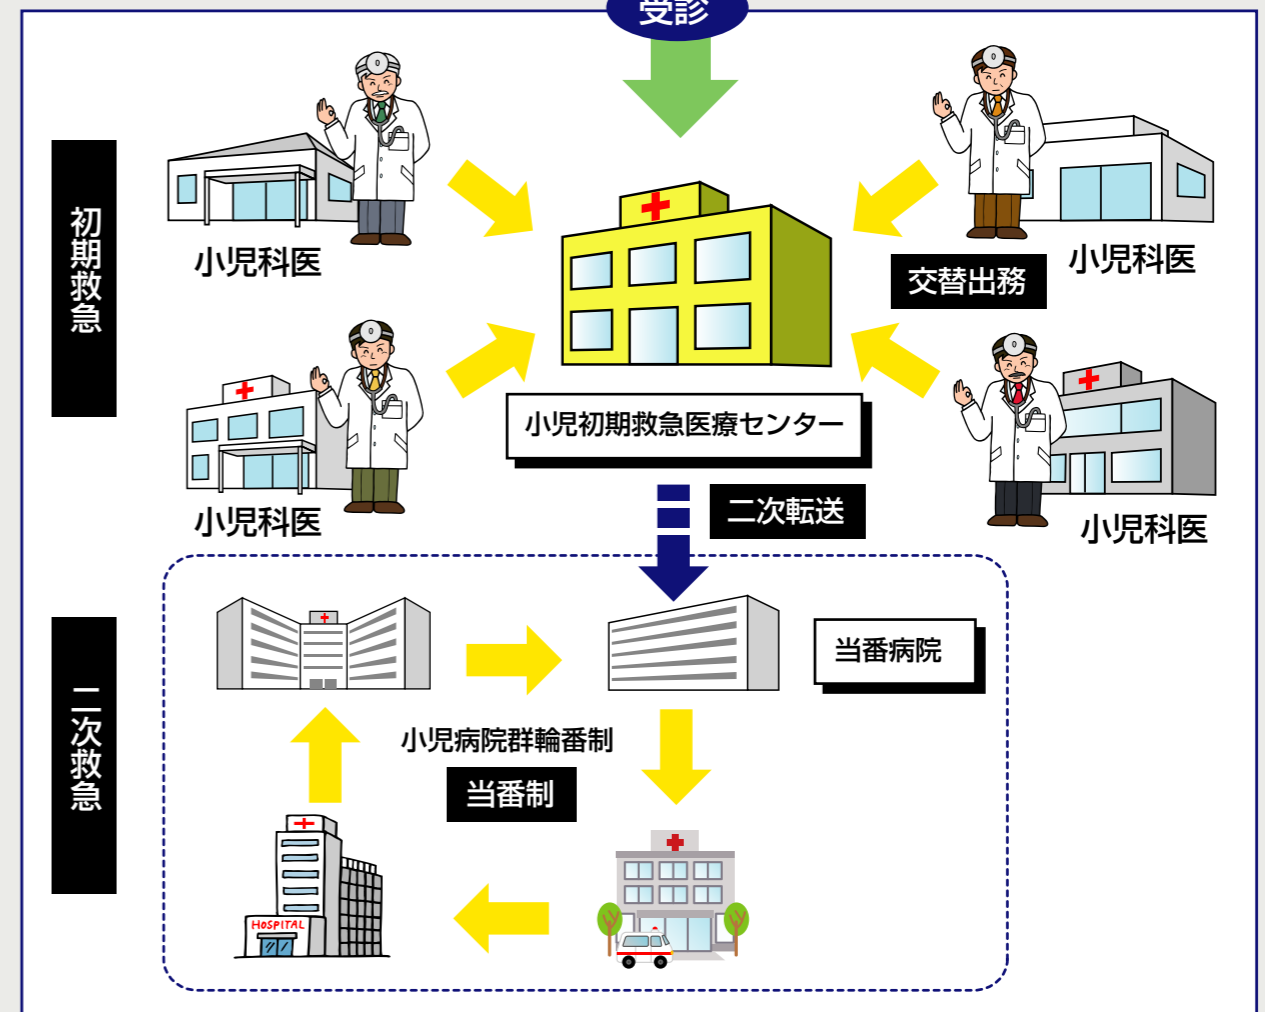 受診
初期救急
小児科医
小児科医
交替出務
小児初期救急医療センター
小児科医
小児科医
二次転送
二次救急
当番病院
小児病院群輪番制
当番制
HOSPITAL